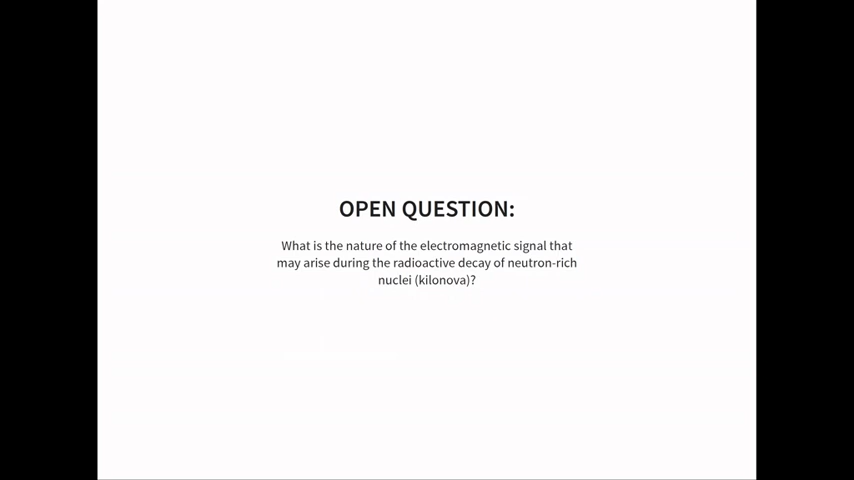 OPEN QUESTION:
What is the nature of the electromagnetic signal that
may arise during the radioactive decay of neutron-rich
nuclei (kilonova)?